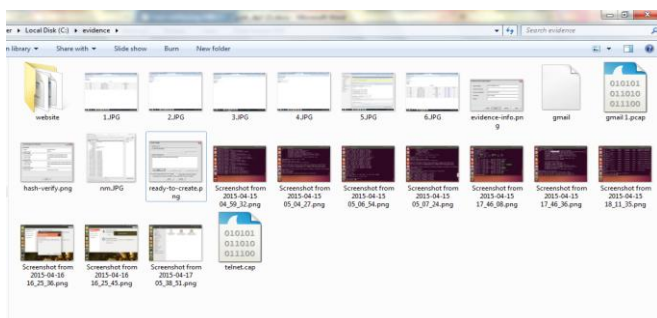 er ▸ Local Disk (C:) ▸ evidence ▸
Search evidence
n library ▾ Share with ▾ Slide show Burn New folder
website
1.JPG
2.JPG
3.JPG
4.JPG
5.JPG
6.JPG
evidence-info.pn
g
gmail
gmail1.pcap
010101
011010
011100
hash-verify.png
nm.JPG
ready-to-create.p
ng
Screenshot from
2015-04-15
04_59_32.png
Screenshot from
2015-04-15
05_04_27.png
Screenshot from
2015-04-15
05_06_54.png
Screenshot from
2015-04-15
05_07_24.png
Screenshot from
2015-04-15
17_46_08.png
Screenshot from
2015-04-15
17_46_36.png
Screenshot from
2015-04-15
18_11_35.png
Screenshot from
2015-04-16
16_25_36.png
Screenshot from
2015-04-16
16_25_45.png
Screenshot from
2015-04-17
05_38_51.png
010101
011010
011100
telnet.cap